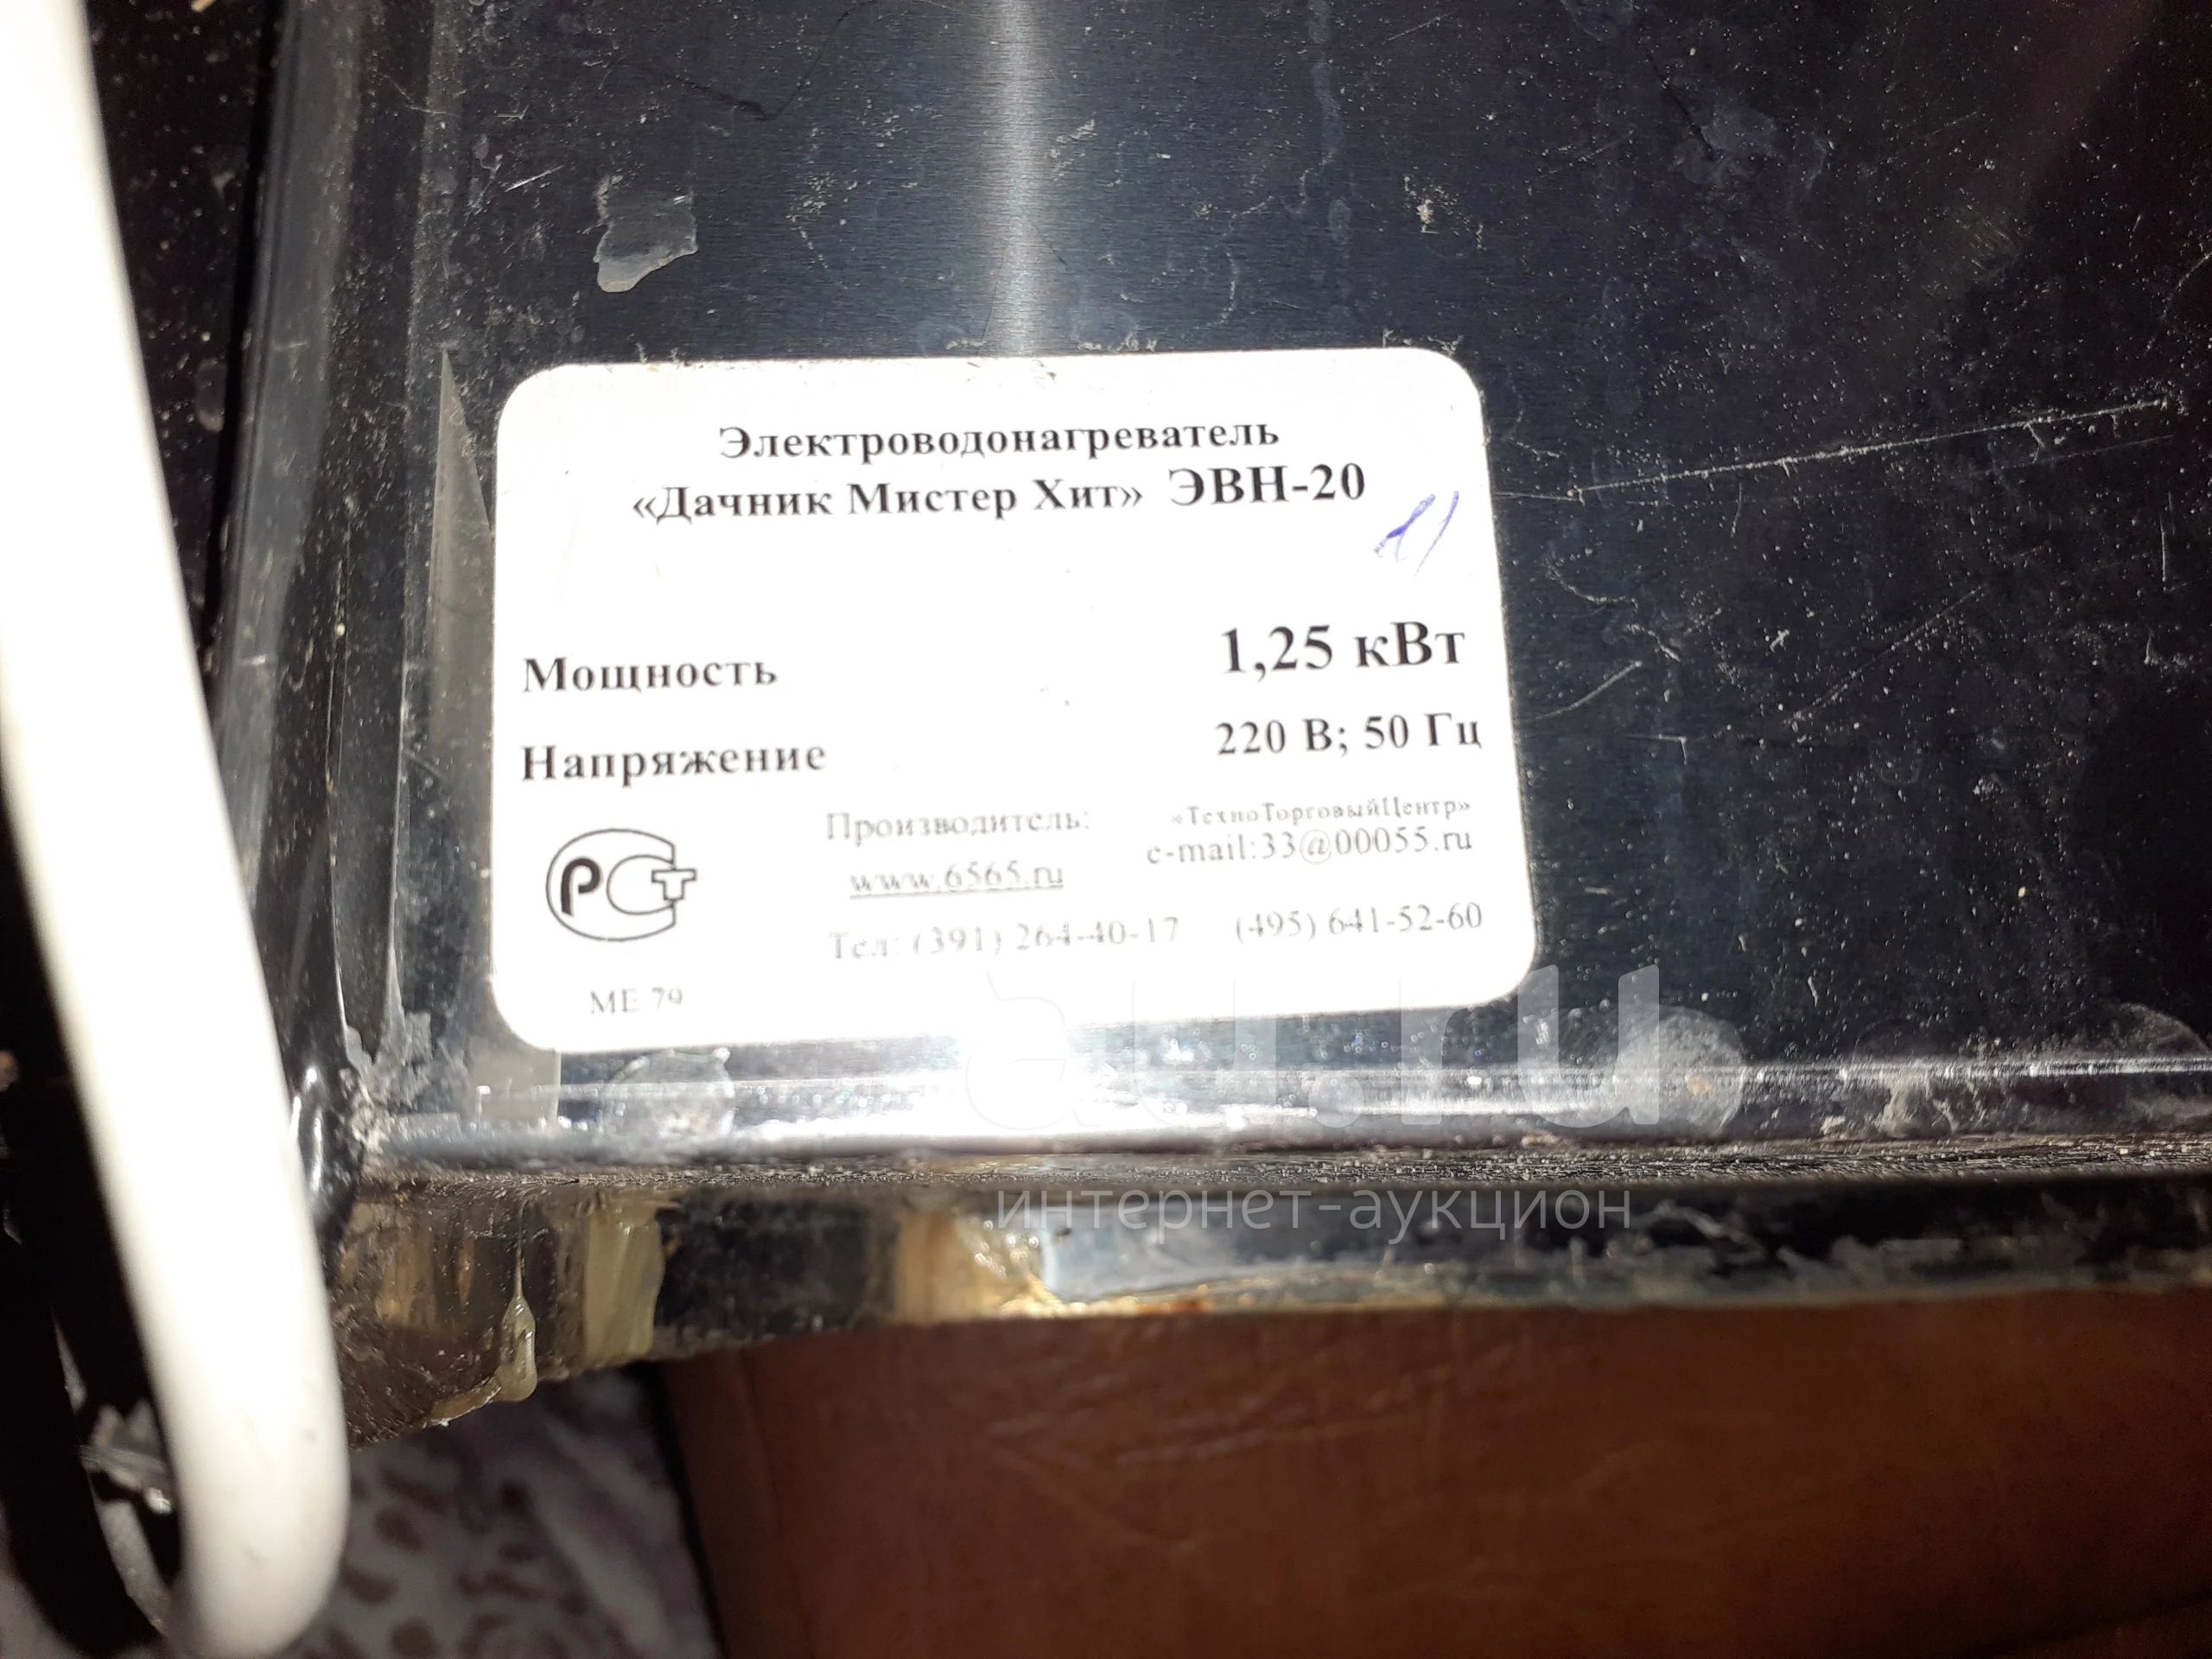 Электроводонагреватель
«Дачник Мистер Хит» ЭВН-20
Мощность 1,25 кВт
Напряжение 220 В; 50 Гц
Производитель: «ТехноТорговыйЦентр»
www.6565.ru e-mail:33@00055.ru
Тел: (391) 264-40-17 (495) 641-52-60
РСТ
МЕ 79
au.ru
интернет-аукцион